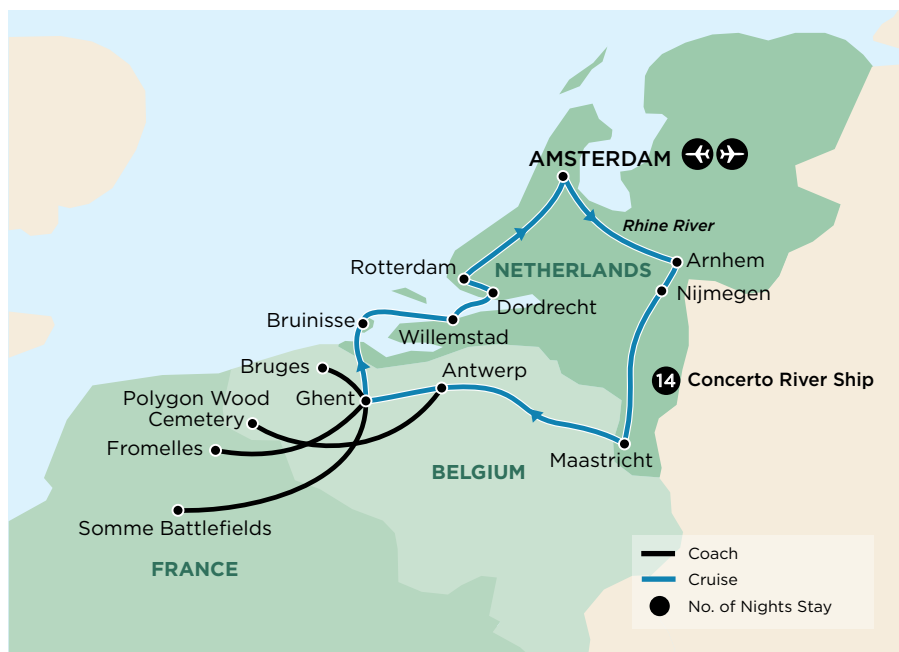 AMSTERDAM
Rhine River
Rotterdam
NETHERLANDS
Arnhem
Nijmegen
Dordrecht
Bruinisse
Willemstad
Bruges
Antwerp
14 Concerto River Ship
Polygon Wood
Cemetery
Ghent
Fromelles
Maastricht
BELGIUM
Somme Battlefields
FRANCE
Coach
Cruise
No. of Nights Stay